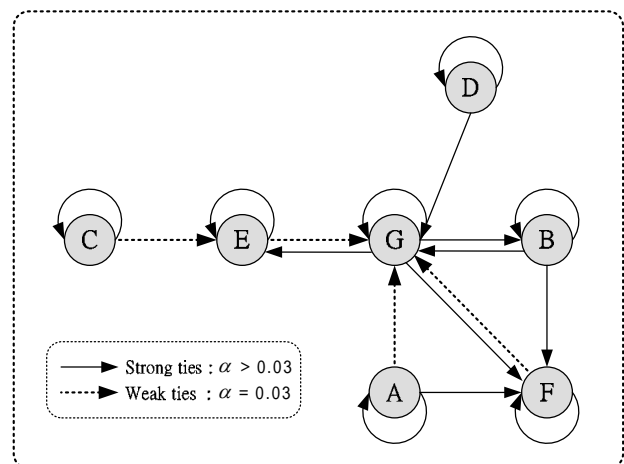 D
C
E
G
B
Strong ties : α > 0.03
Weak ties : α = 0.03
A
F